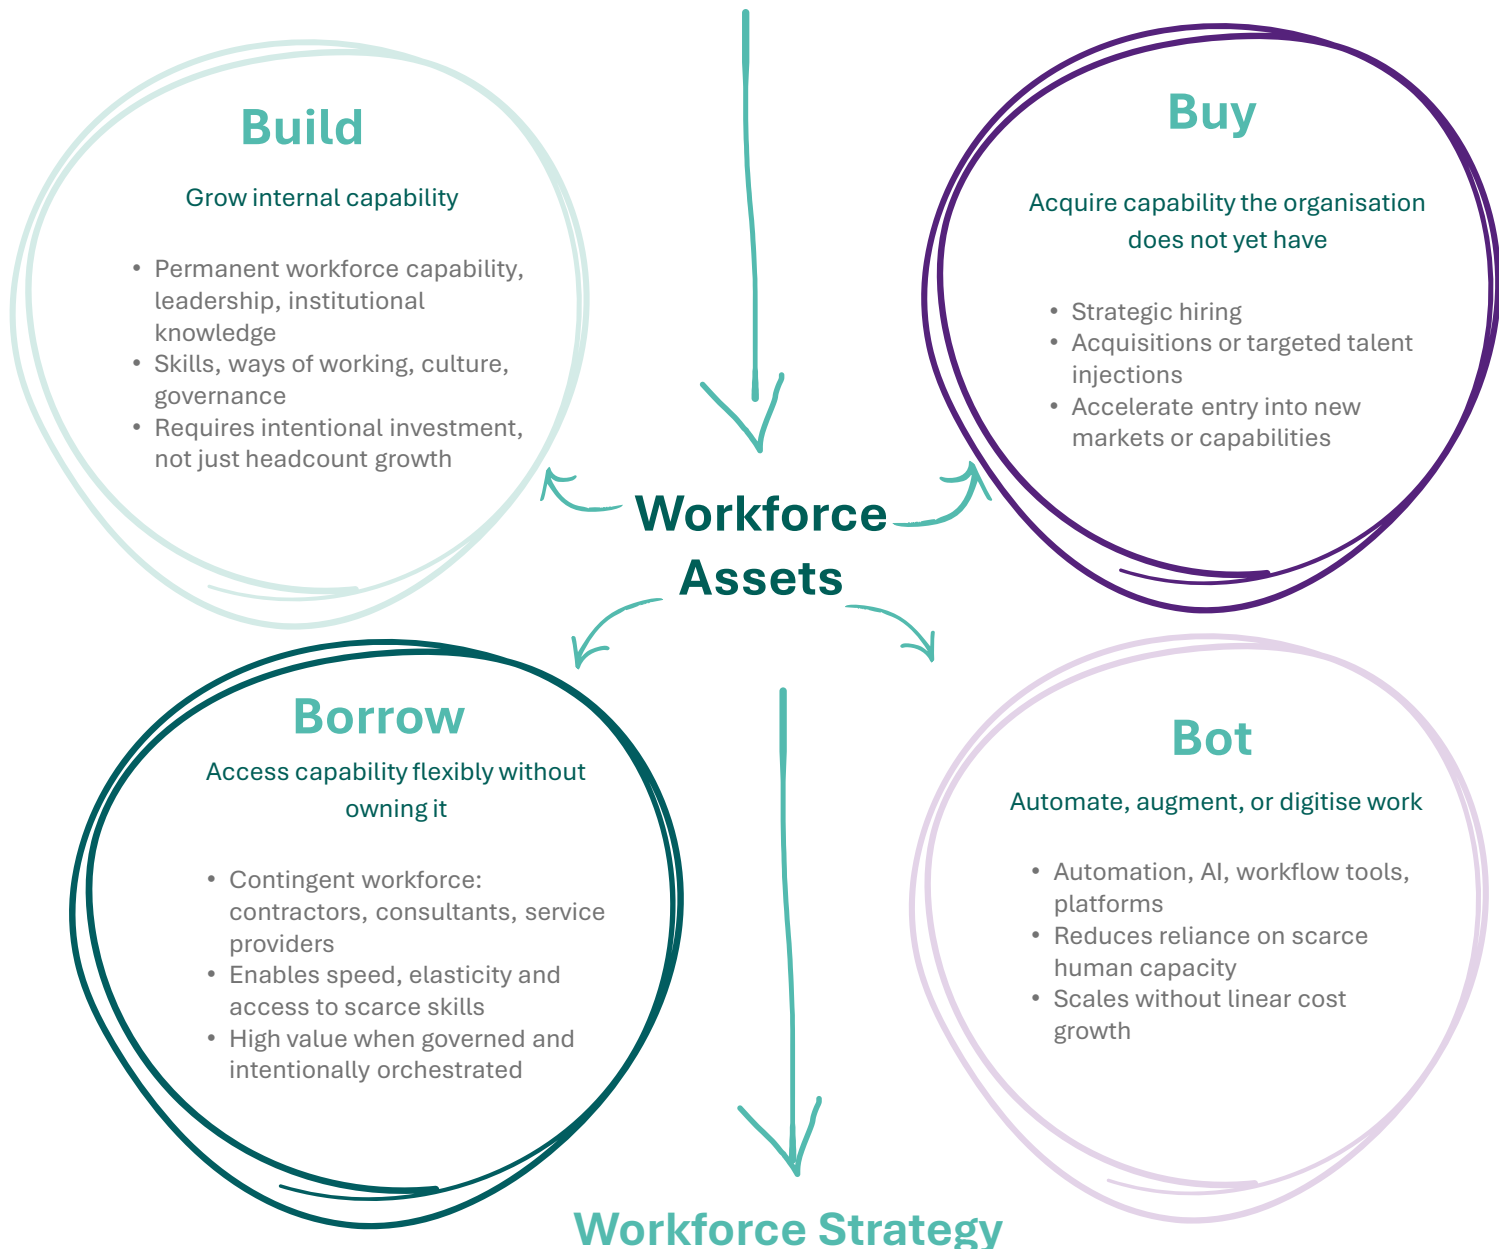 Build
Grow internal capability
• Permanent workforce capability,
leadership, institutional
knowledge
• Skills, ways of working, culture,
governance
• Requires intentional investment,
not just headcount growth
Buy
Acquire capability the organisation
does not yet have
• Strategic hiring
• Acquisitions or targeted talent
injections
• Accelerate entry into new
markets or capabilities
Workforce
Assets
Borrow
Access capability flexibly without
owning it
• Contingent workforce:
contractors, consultants, service
providers
• Enables speed, elasticity and
access to scarce skills
• High value when governed and
intentionally orchestrated
Bot
Automate, augment, or digitise work
• Automation, AI, workflow tools,
platforms
• Reduces reliance on scarce
human capacity
• Scales without linear cost
growth
Workforce Strategy